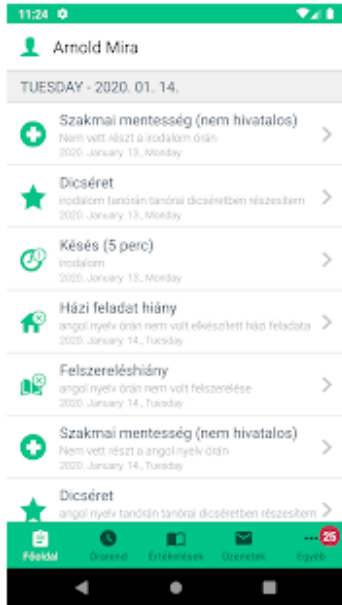 11:24
Arnold Mira
TUESDAY - 2020. 01. 14.
Szakmai mentesség (nem hivatalos)
Nem vett részt a irodalom órán
2020. January. 13., Monday
Dicséret
irodalom tanórán tanórai dicséretben részesítem
2020. January. 13., Monday
Késés (5 perc)
irodalom
2020. January. 13., Monday
Házi feladat hiány
angol nyelv órán nem volt elkészített házi feladata
2020. January. 14., Tuesday
Felszereléshiány
angol nyelv órán nem volt felszerelése
2020. January. 14., Tuesday
Szakmai mentesség (nem hivatalos)
Nem vett részt a angol nyelv órán
2020. January. 14., Tuesday
Dicséret
angol nyelv tanórán tanórai dicséretben részesítem
25
Főoldal Órarend Értékelések Üzenetek Egyéb